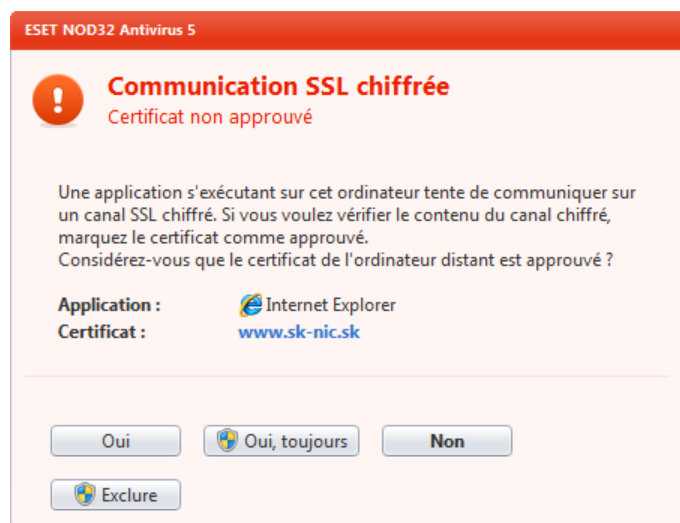 ESET NOD32 Antivirus 5
Communication SSL chiffrée
Certificat non approuvé
Une application s'exécutant sur cet ordinateur tente de communiquer sur
un canal SSL chiffré. Si vous voulez vérifier le contenu du canal chiffré,
marquez le certificat comme approuvé.
Considérez-vous que le certificat de l'ordinateur distant est approuvé ?
Application : Internet Explorer
Certificat : www.sk-nic.sk
Oui Oui, toujours Non
Exclure